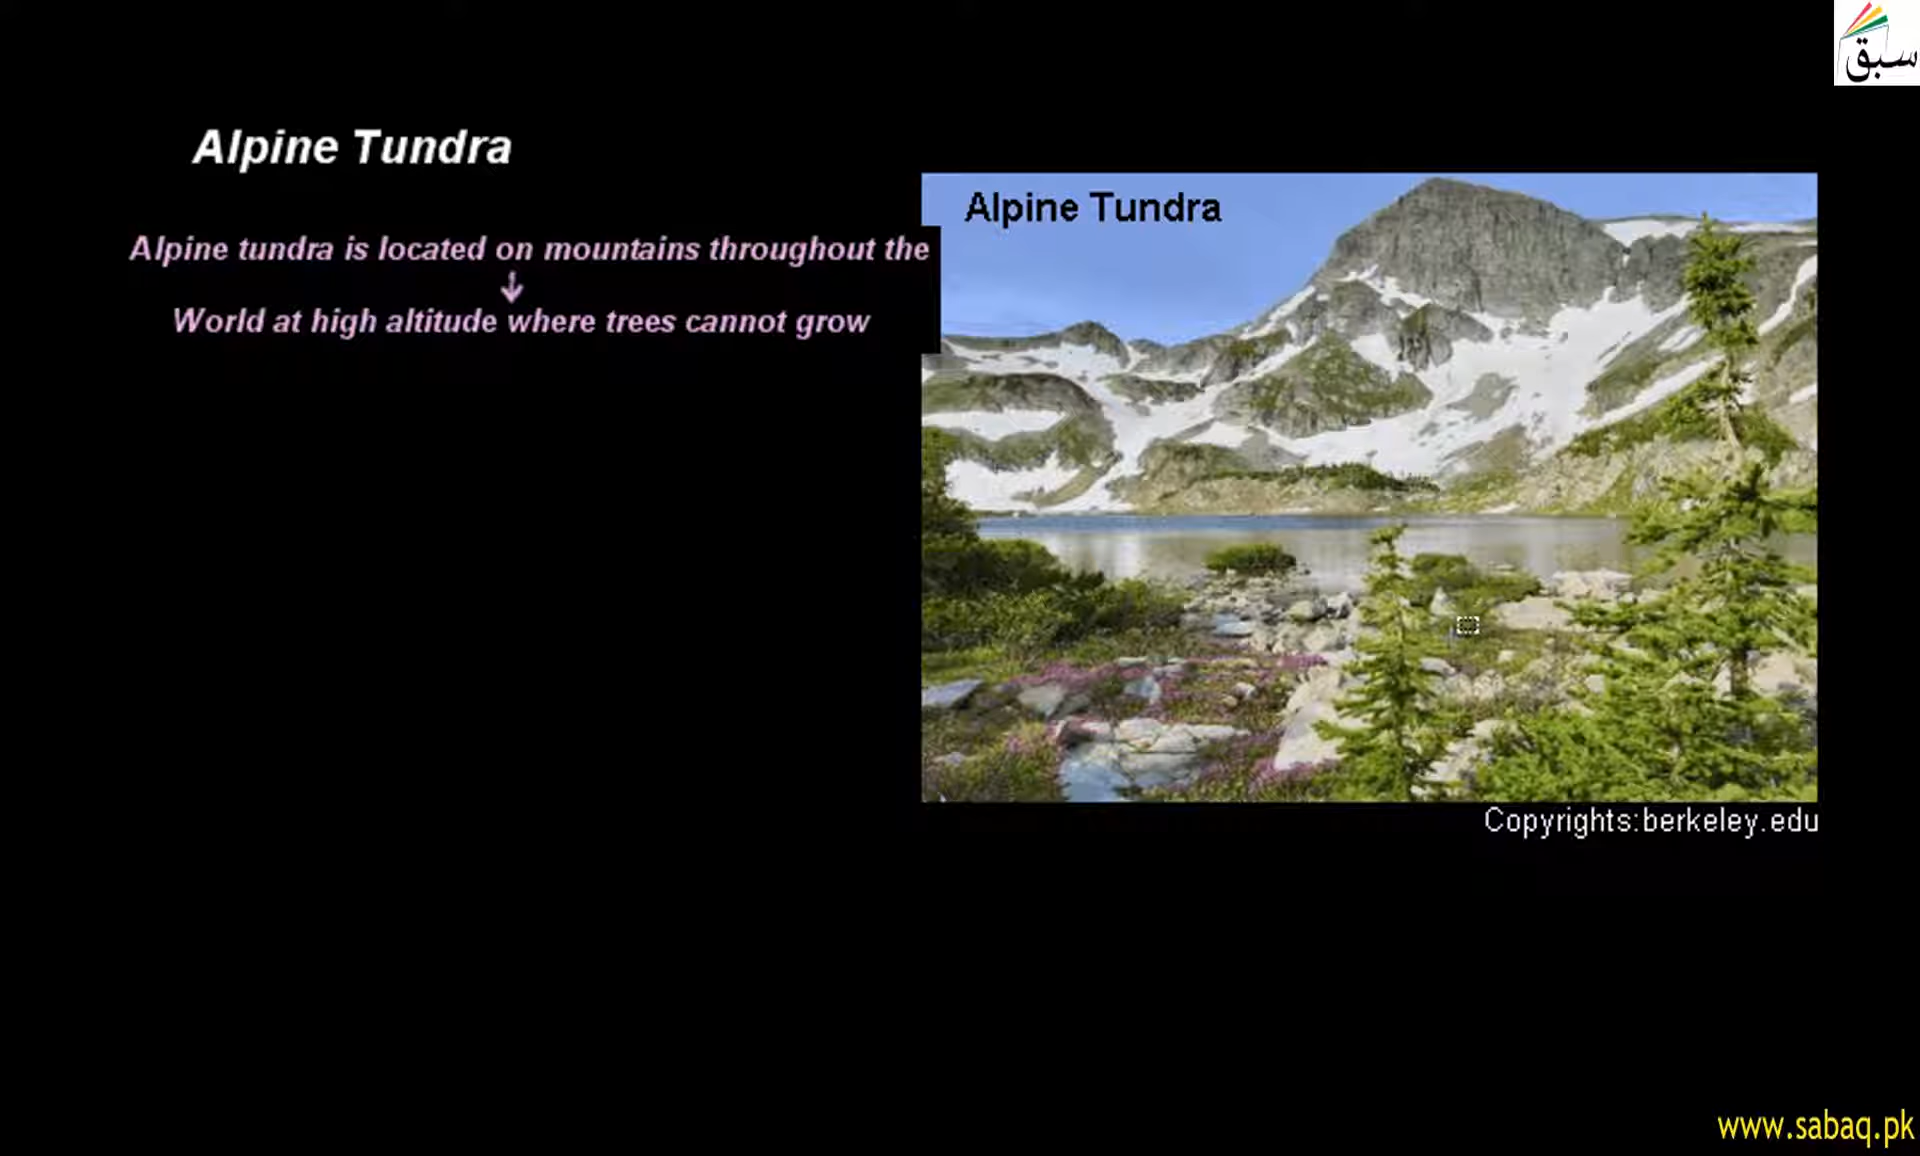 سبق
Alpine Tundra
Alpine tundra is located on mountains throughout the
↓
World at high altitude where trees cannot grow
Alpine Tundra
Copyrights:berkeley.edu
www.sabaq.pk